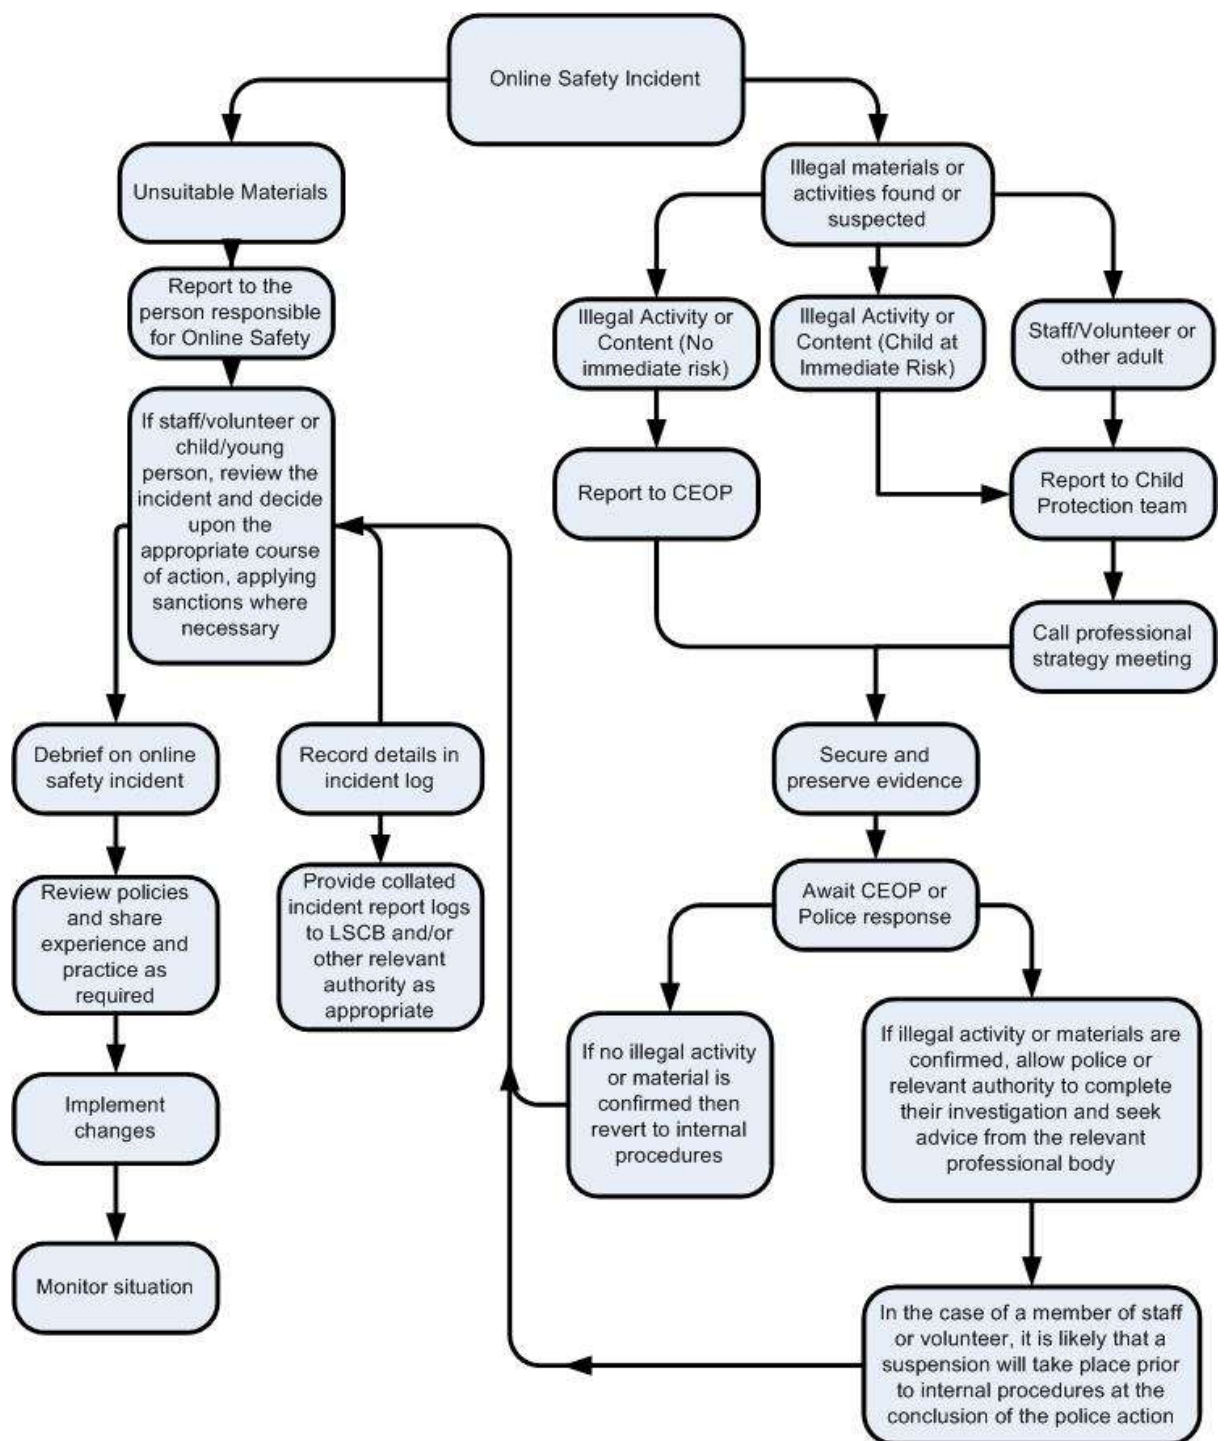 Online Safety Incident
Unsuitable Materials
Illegal materials or
activities found or
suspected
Report to the
person responsible
for Online Safety
Illegal Activity or
Content (No
immediate risk)
Illegal Activity or
Content (Child at
Immediate Risk)
Staff/Volunteer or
other adult
If staff/volunteer or
child/young
person, review the
incident and decide
upon the
appropriate course
of action, applying
sanctions where
necessary
Report to CEOP
Report to Child
Protection team
Call professional
strategy meeting
Debrief on online
safety incident
Record details in
incident log
Secure and
preserve evidence
Review policies
and share
experience and
practice as
required
Provide collated
incident report logs
to LSCB and/or
other relevant
authority as
appropriate
Await CEOP or
Police response
If no illegal activity
or material is
confirmed then
revert to internal
procedures
If illegal activity or materials are
confirmed, allow police or
relevant authority to complete
their investigation and seek
advice from the relevant
professional body
Implement
changes
Monitor situation
In the case of a member of staff
or volunteer, it is likely that a
suspension will take place prior
to internal procedures at the
conclusion of the police action